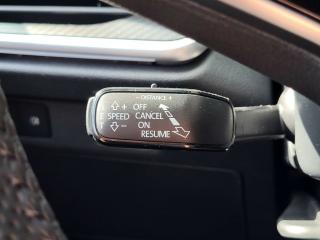 - DISTANCE +
+ OFF
E SPEED CANCEL
T - ON
RESUME